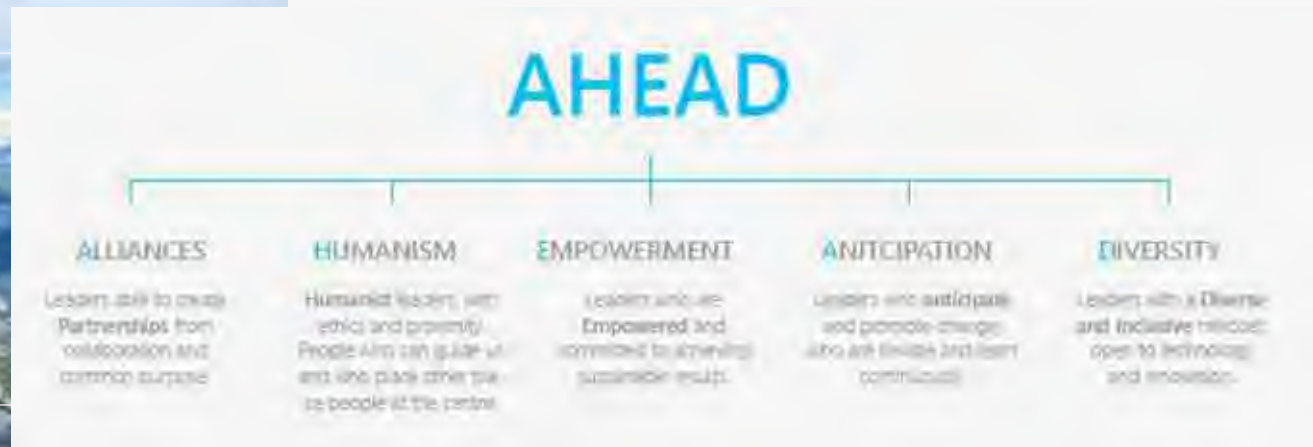 AHEAD
ALLIANCES
Leaders able to create
Partnerships from
collaboration and
common purpose
HUMANISM
Humanist leaders, with
ethics and proximity.
People who can guide us
and who place other
people at the centre
EMPOWERMENT
Leaders who are
Empowered and
committed to achieving
sustainable results.
ANITCIPATION
Leaders who anticipate
and promote change,
who are flexible and learn
continuously
DIVERSITY
Leaders with a Diverse
and Inclusive mindset
open to technology
and innovation.